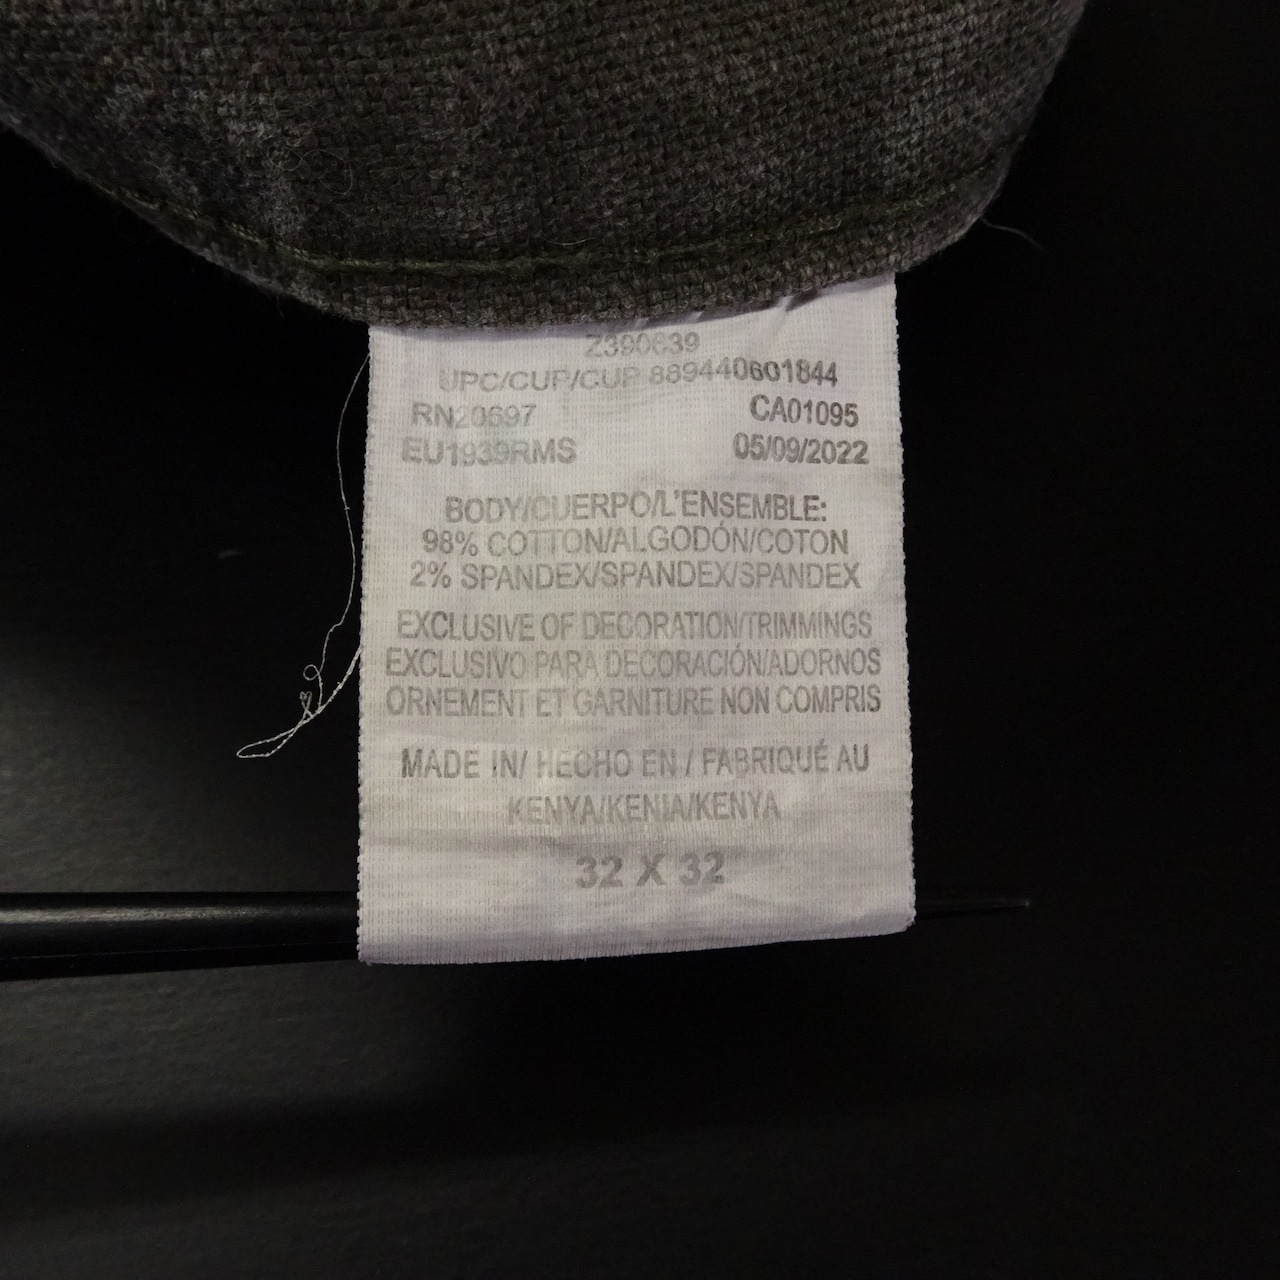 Z390639
UPC/CUP/CUP 889440601844
RN20697 CA01095
EU1939RMS 05/09/2022
BODY/CUERPO/L'ENSEMBLE:
98% COTTON/ALGODÓN/COTON
2% SPANDEX/SPANDEX/SPANDEX
EXCLUSIVE OF DECORATION/TRIMMINGS
EXCLUSIVO PARA DECORACIÓN/ADORNOS
ORNEMENT ET GARNITURE NON COMPRIS
MADE IN/ HECHO EN / FABRIQUÉ AU
KENYA/KENIA/KENYA
32 X 32